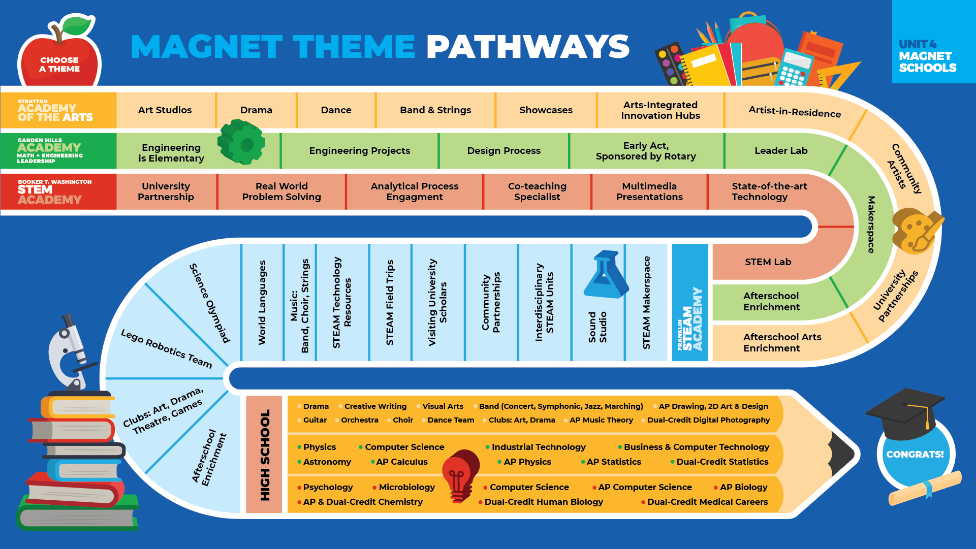 CHOOSE
A THEME
MAGNET THEME PATHWAYS
UNIT 4
MAGNET
SCHOOLS
STRATTON
ACADEMY
OF THE ARTS
Art Studios
Drama
Dance
Band & Strings
Showcases
Arts-Integrated
Innovation Hubs
Artist-in-Residence
Community
Artists
University
Partnerships
Afterschool Arts
Enrichment
GARDEN HILLS
ACADEMY
MATH + ENGINEERING
LEADERSHIP
Engineering
is Elementary
Engineering Projects
Design Process
Early Act,
Sponsored by Rotary
Leader Lab
Makerspace
Afterschool
Enrichment
BOOKER T. WASHINGTON
STEM
ACADEMY
University
Partnership
Real World
Problem Solving
Analytical Process
Engagment
Co-teaching
Specialist
Multimedia
Presentations
State-of-the-art
Technology
STEM Lab
FRANKLIN
STEAM
ACADEMY
STEAM Makerspace
Sound
Studio
Interdisciplinary
STEAM Units
Community
Partnerships
Visiting University
Scholars
STEAM Field Trips
STEAM Technology
Resources
Music:
Band, Choir, Strings
World Languages
Science Olympiad
Lego Robotics Team
Clubs: Art, Drama,
Theatre, Games
Afterschool
Enrichment
HIGH SCHOOL
• Drama • Creative Writing • Visual Arts • Band (Concert, Symphonic, Jazz, Marching) • AP Drawing, 2D Art & Design
• Guitar • Orchestra • Choir • Dance Team • Clubs: Art, Drama • AP Music Theory • Dual-Credit Digital Photography
• Physics • Computer Science • Industrial Technology • Business & Computer Technology
• Astronomy • AP Calculus • AP Physics • AP Statistics • Dual-Credit Statistics
• Psychology • Microbiology • Computer Science • AP Computer Science • AP Biology
• AP & Dual-Credit Chemistry • Dual-Credit Human Biology • Dual-Credit Medical Careers
CONGRATS!